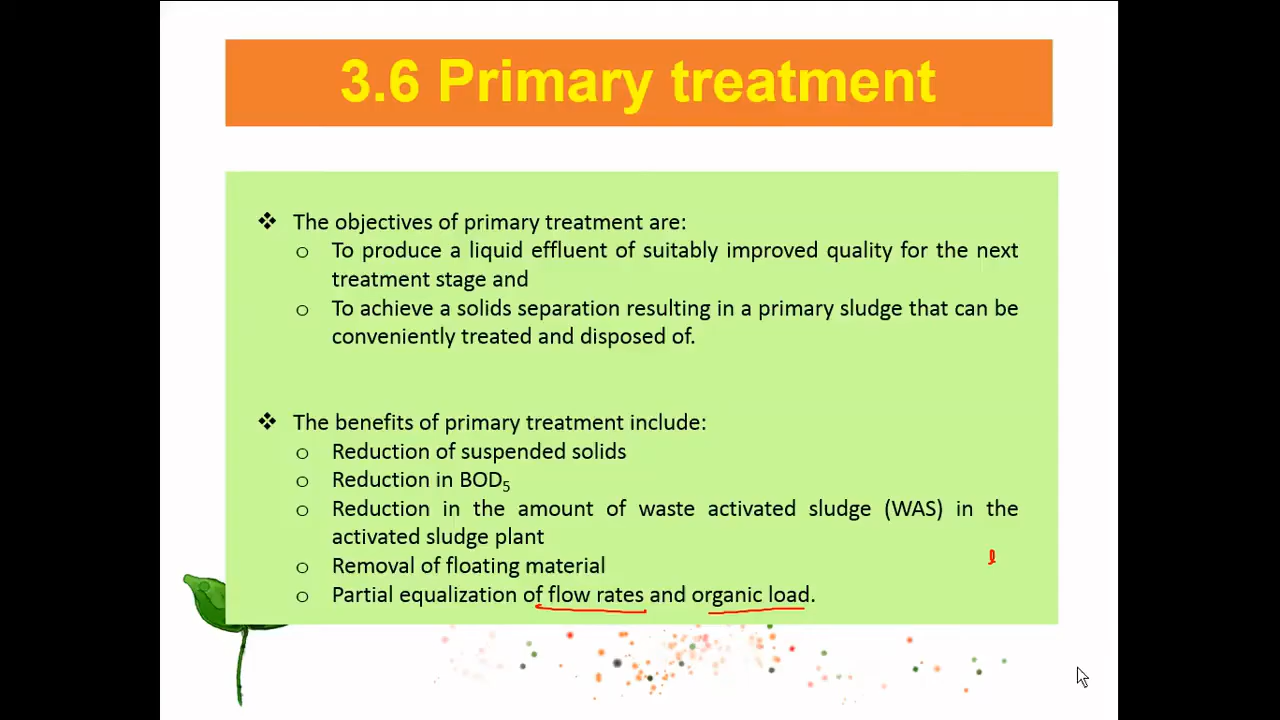 3.6 Primary treatment
❖ The objectives of primary treatment are:
o To produce a liquid effluent of suitably improved quality for the next
treatment stage and
o To achieve a solids separation resulting in a primary sludge that can be
conveniently treated and disposed of.
❖ The benefits of primary treatment include:
o Reduction of suspended solids
o Reduction in BOD₅
o Reduction in the amount of waste activated sludge (WAS) in the
activated sludge plant
o Removal of floating material
o Partial equalization of flow rates and organic load.